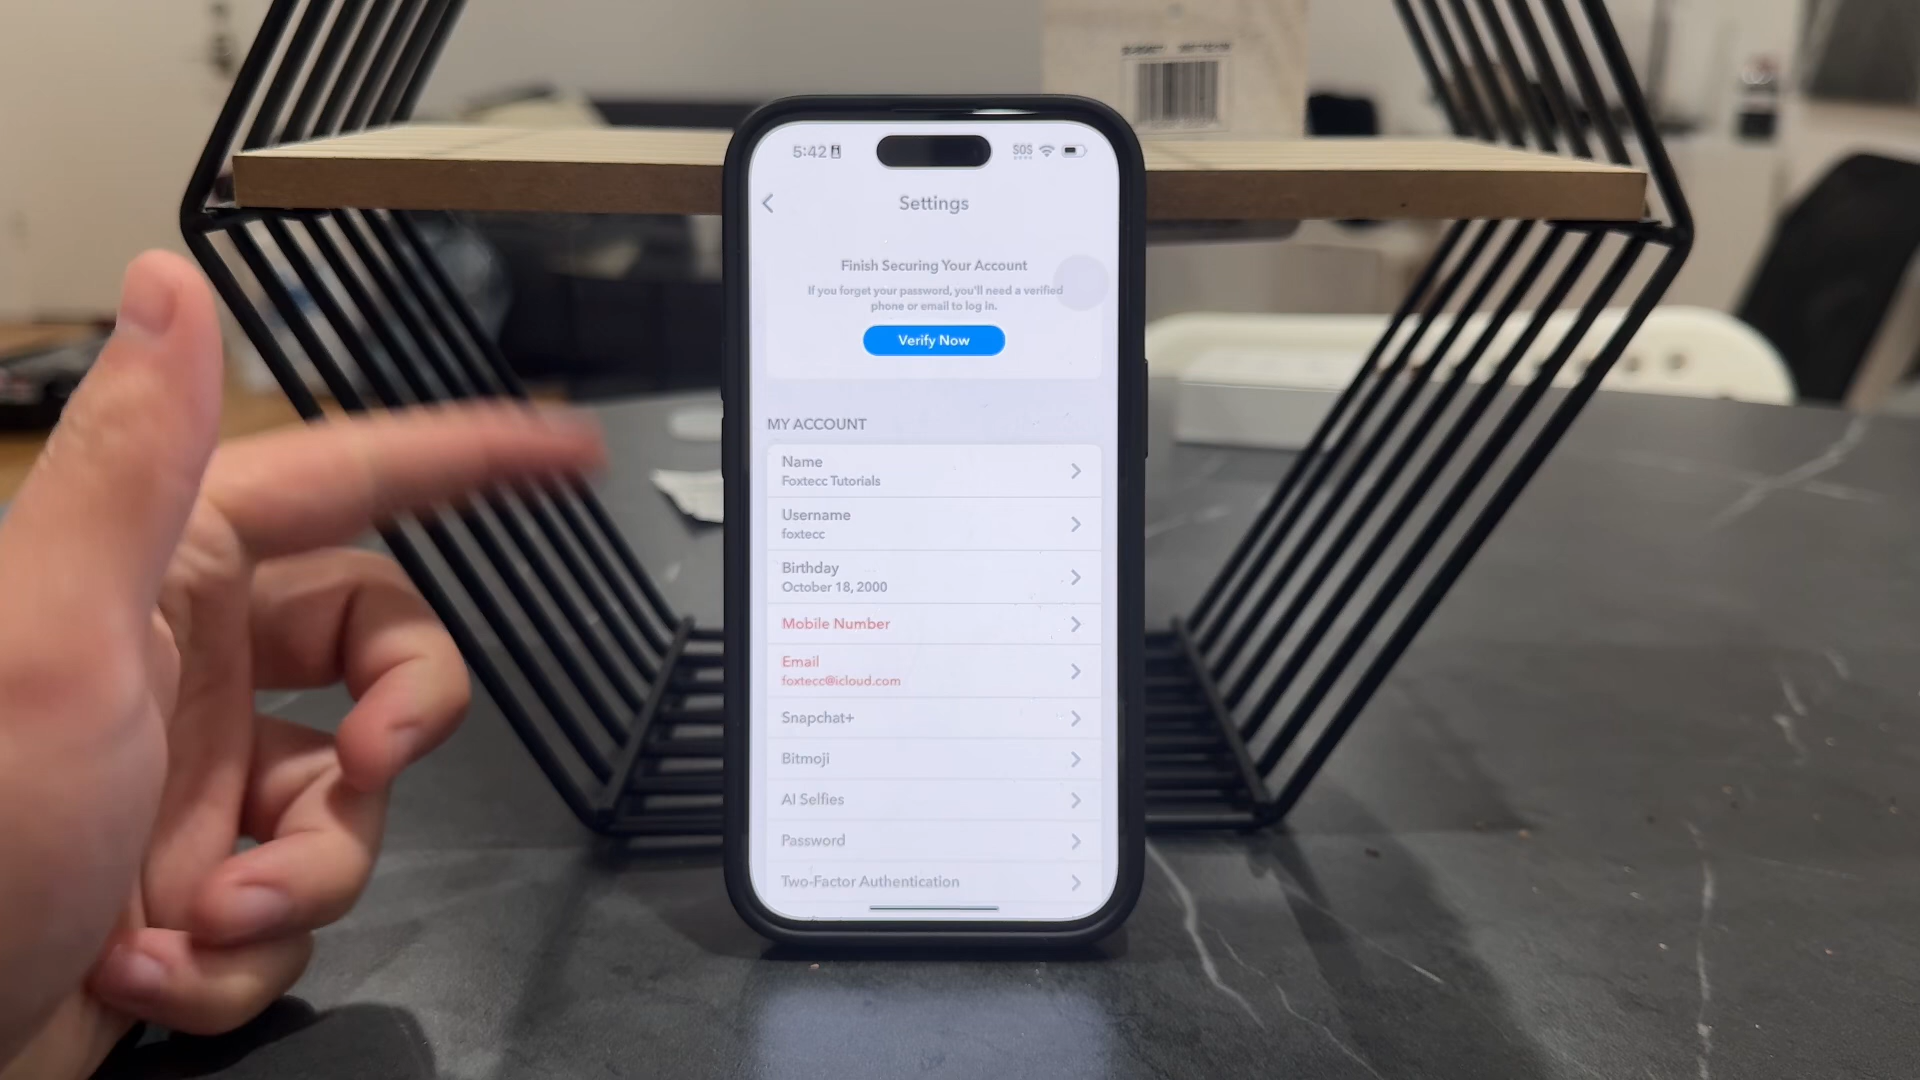 5:42
SOS
Settings
Finish Securing Your Account
If you forget your password, you'll need a verified
phone or email to log in.
Verify Now
MY ACCOUNT
Name
Foxtecc Tutorials
Username
foxtecc
Birthday
October 18, 2000
Mobile Number
Email
foxtecc@icloud.com
Snapchat+
Bitmoji
AI Selfies
Password
Two-Factor Authentication